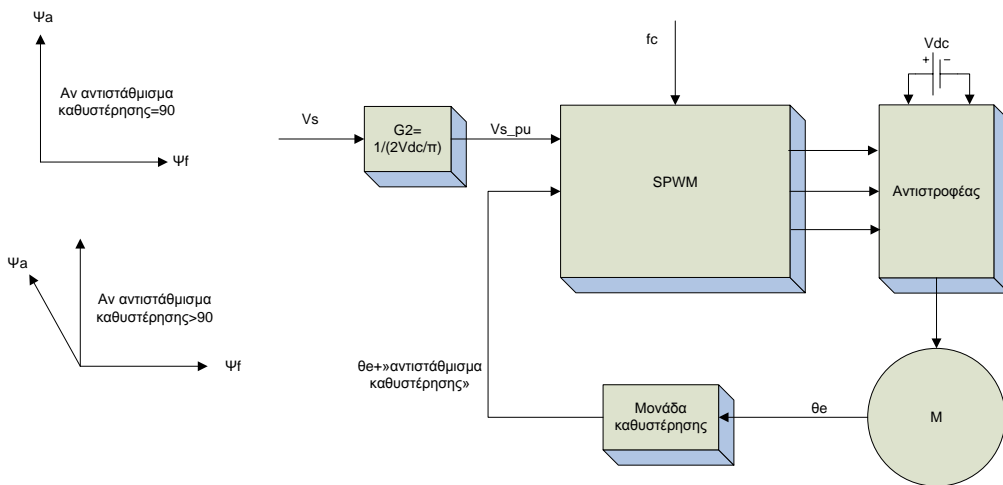 Ψa
Αν αντιστάθμισμα
καθυστέρησης=90
Ψf
Ψa
Αν αντιστάθμισμα
καθυστέρησης>90
Ψf
Vs
G2=
1/(2Vdc/π)
Vs_pu
fc
SPWM
Vdc
+
−
Αντιστροφέας
θe+»αντιστάθμισμα
καθυστέρησης»
Μονάδα
καθυστέρησης
θe
M